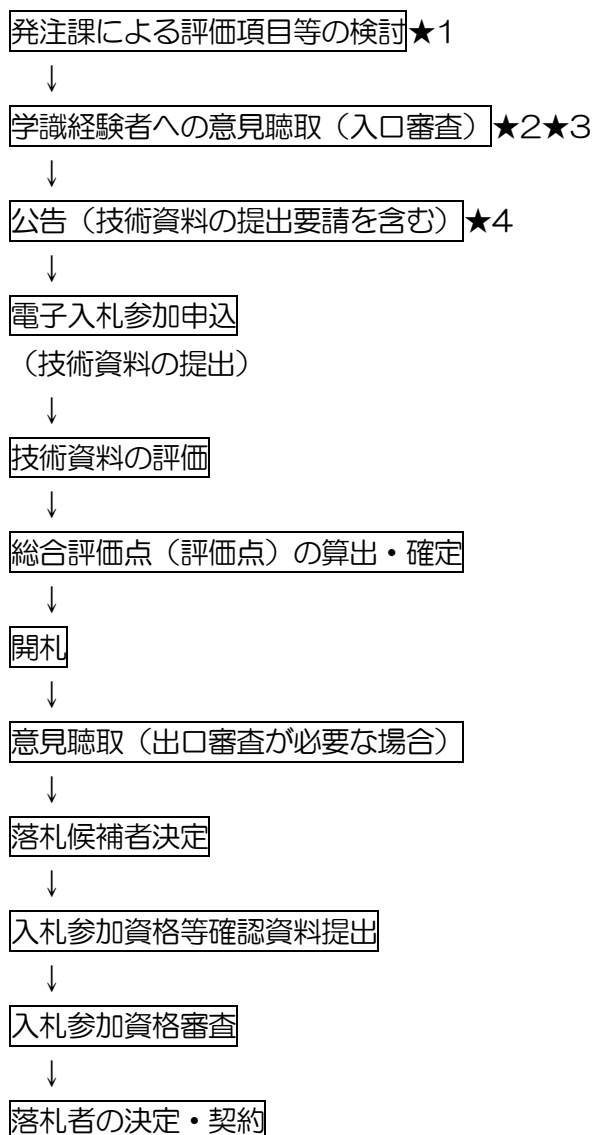 発注課による評価項目等の検討★1
↓
学識経験者への意見聴取（入口審査）★2★3
↓
公告（技術資料の提出要請を含む）★4
↓
電子入札参加申込
（技術資料の提出）
↓
技術資料の評価
↓
総合評価点（評価点）の算出・確定
↓
開札
↓
意見聴取（出口審査が必要な場合）
↓
落札候補者決定
↓
入札参加資格等確認資料提出
↓
入札参加資格審査
↓
落札者の決定・契約